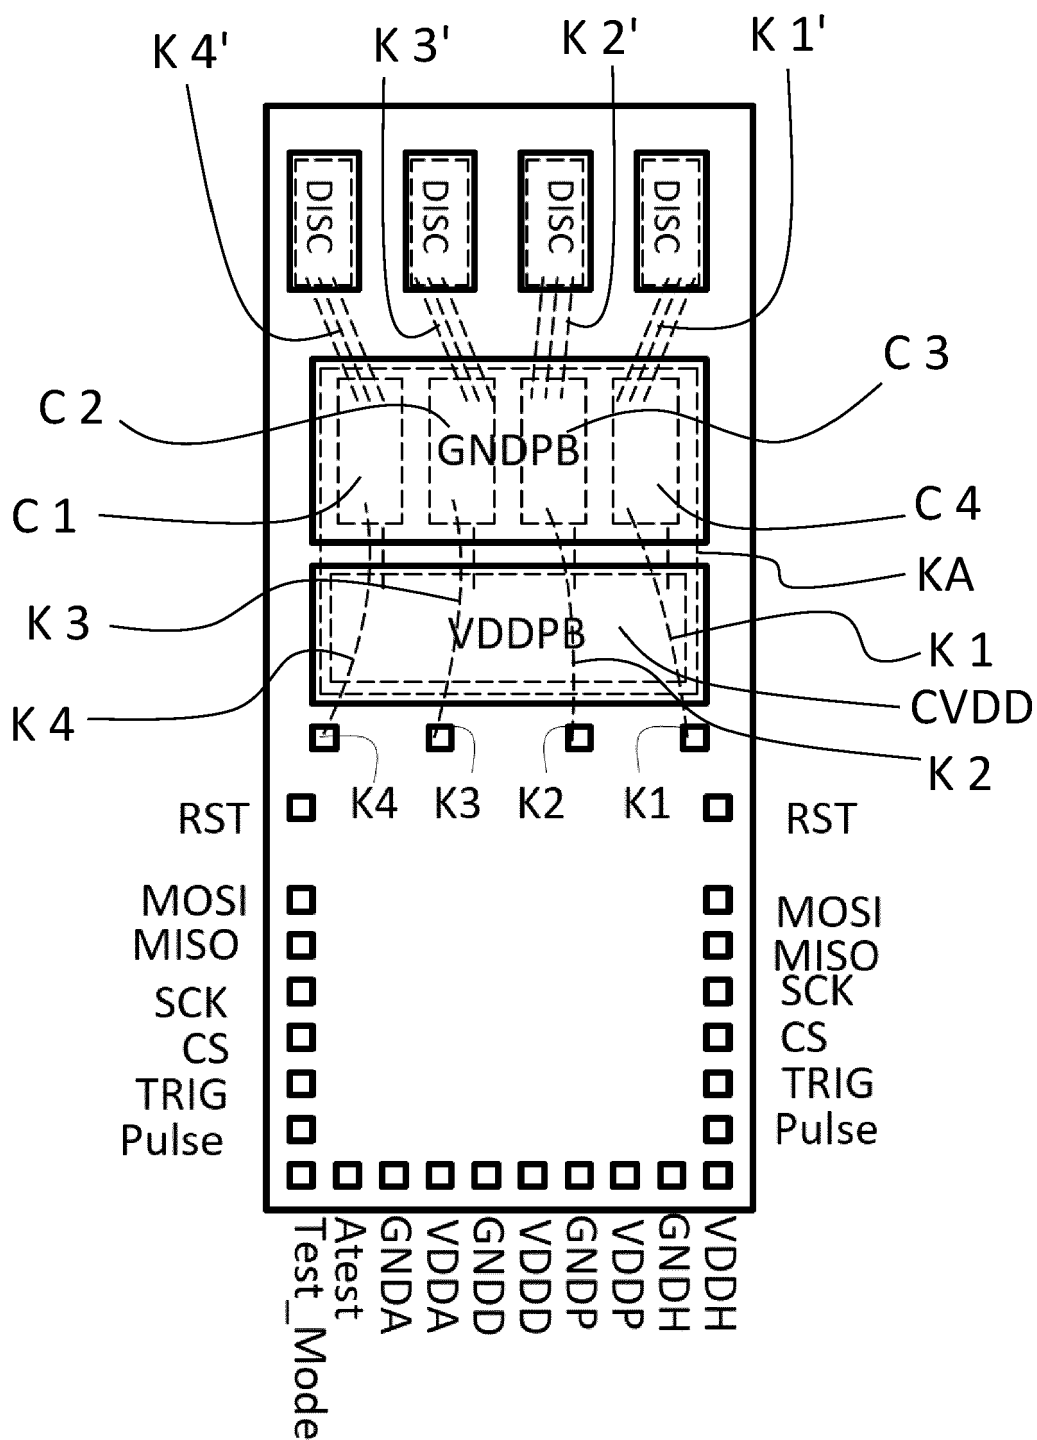 K 4' K 3' K 2' K 1'
DISC DISC DISC DISC
C 3
C 2
GNDPB
C 1
C 4
KA
K 3
VDDPB
K 1
CVDD
K 4
K 2
K4 K3 K2 K1
RST RST
MOSI MOSI
MISO MISO
SCK SCK
CS CS
TRIG TRIG
Pulse Pulse
Test_Mode
Atest
GNDA
VDDA
GNDD
VDDD
GNDP
VDDP
GNDH
VDDH